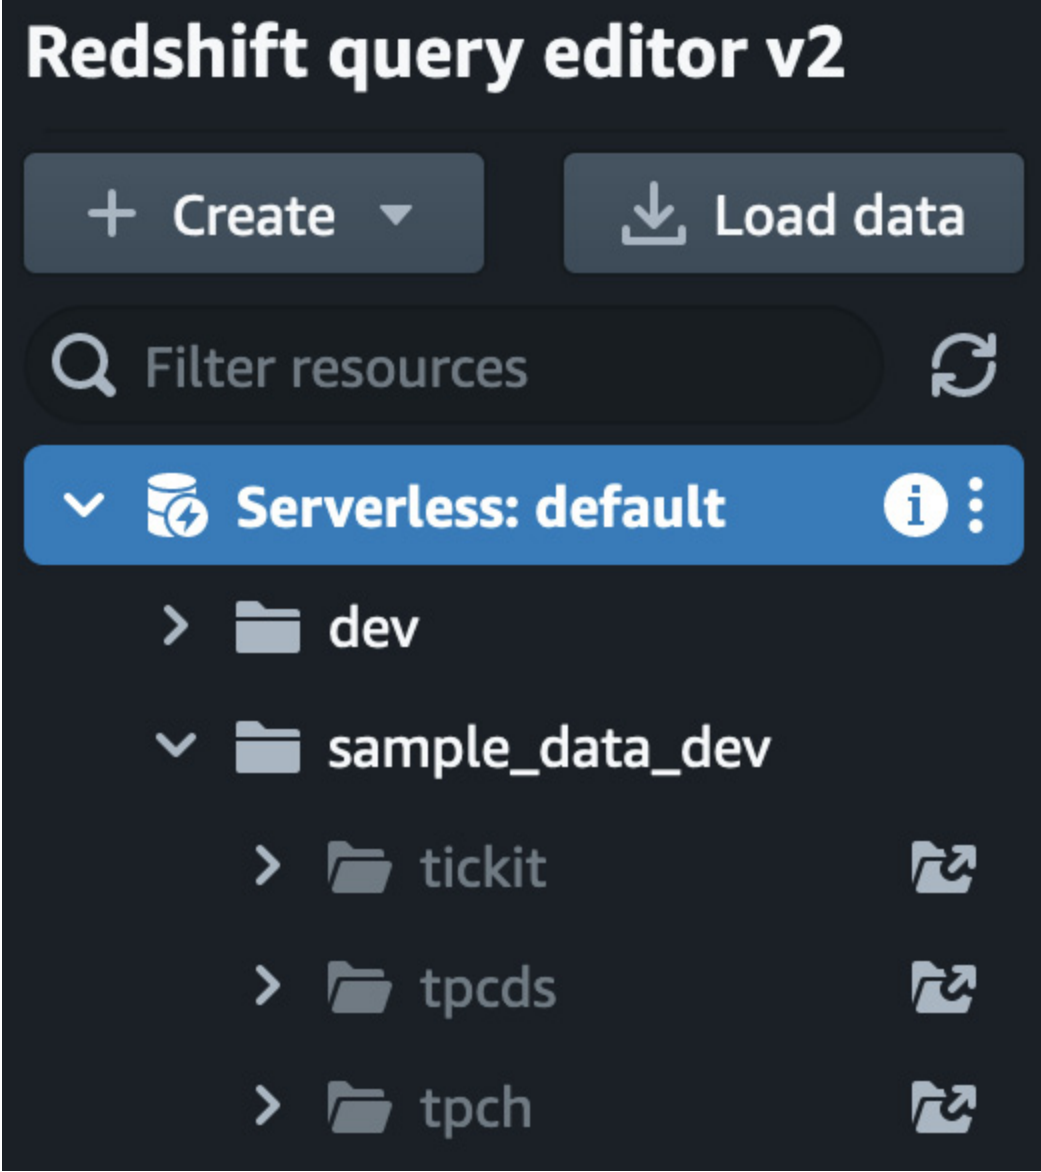 Redshift query editor v2
Create
Load data
Filter resources
Serverless: default
dev
sample_data_dev
tickit
tpcds
tpch